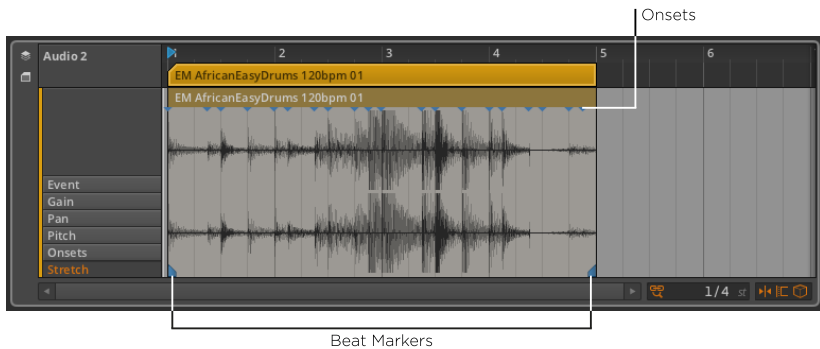 Onsets
Audio 2
2
3
4
5
6
EM AfricanEasyDrums 120bpm 01
EM AfricanEasyDrums 120bpm 01
Event
Gain
Pan
Pitch
Onsets
Stretch
1/4 st
Beat Markers